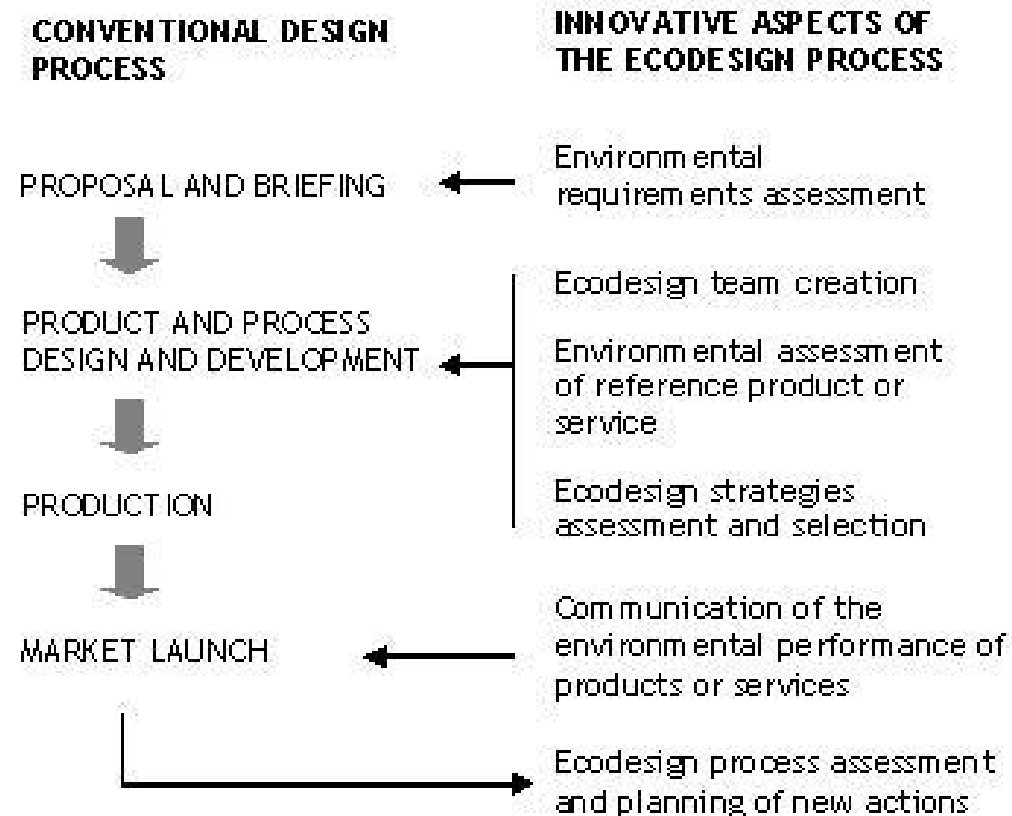 CONVENTIONAL DESIGN
PROCESS
INNOVATIVE ASPECTS OF
THE ECODESIGN PROCESS
PROPOSAL AND BRIEFING
Environmental
requirements assessment
PRODUCT AND PROCESS
DESIGN AND DEVELOPMENT
Ecodesign team creation
Environmental assessment
of reference product or
service
Ecodesign strategies
assessment and selection
PRODUCTION
MARKET LAUNCH
Communication of the
environmental performance of
products or services
Ecodesign process assessment
and planning of new actions